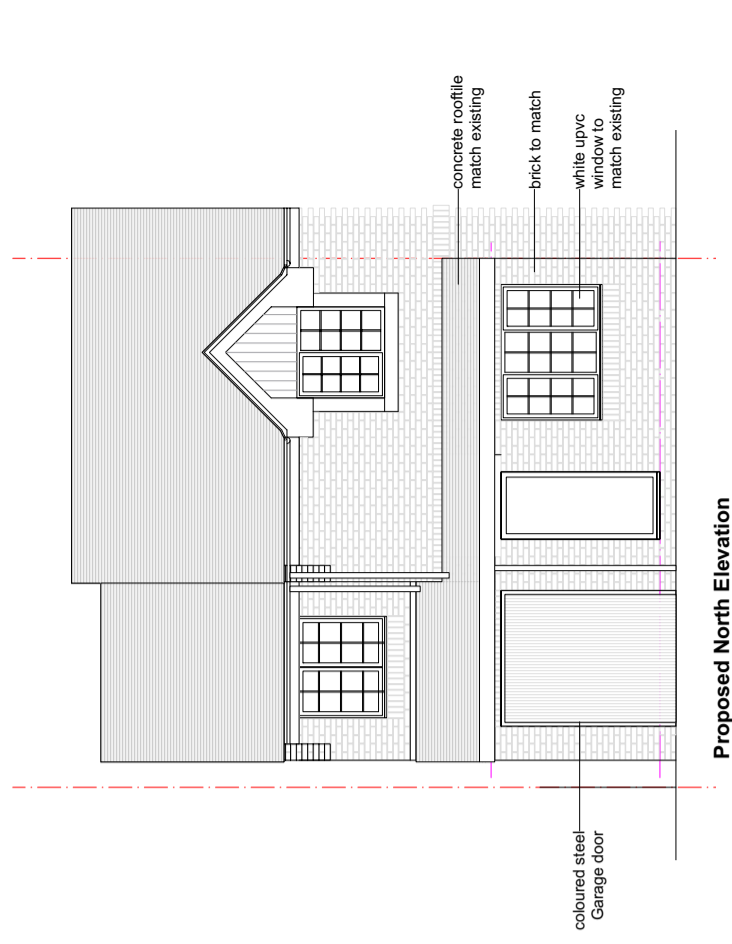 concrete rooftile
match existing
brick to match
white upvc
window to
match existing
coloured steel
Garage door
Proposed North Elevation